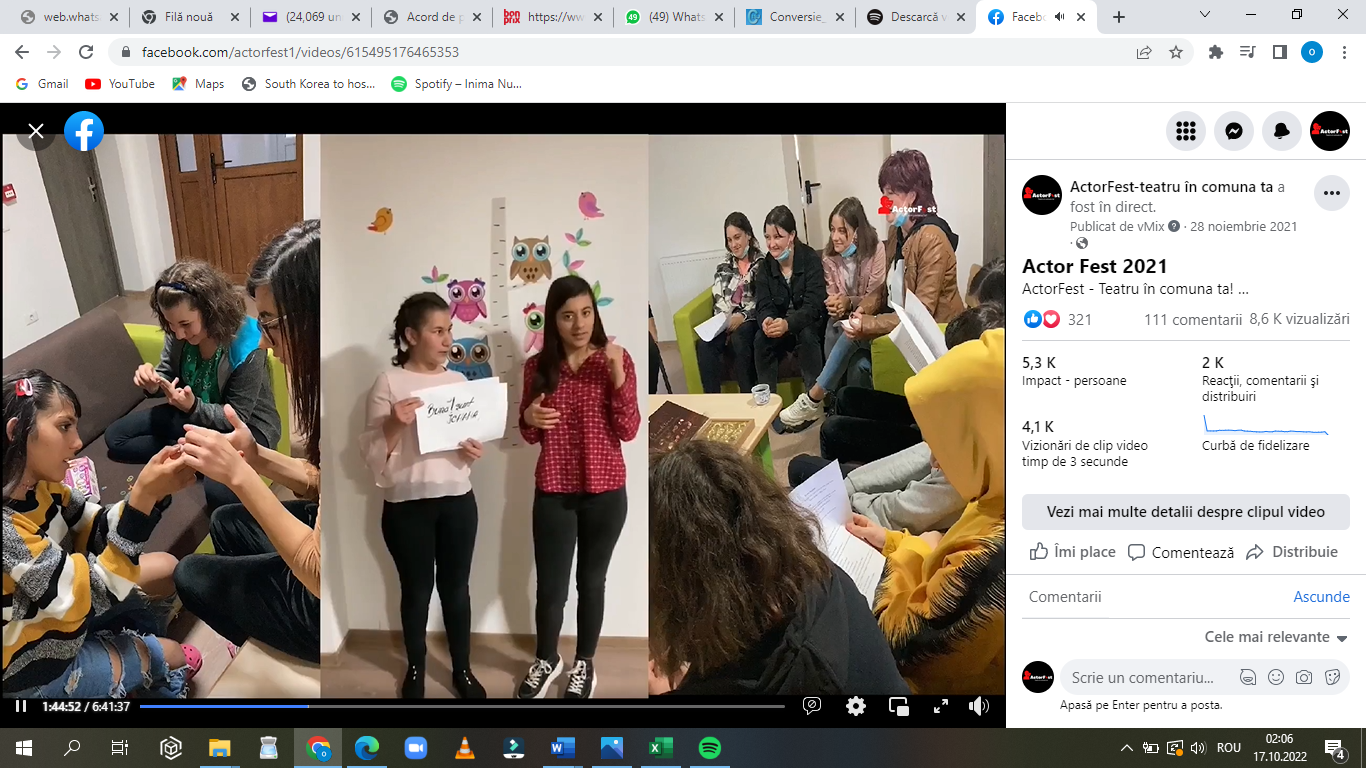 web.whats
Filă nouă
(24,069 un
Acord de p
bonprix
https://ww
(49) Whats
Conversie_
Descarcă v
Facebo
facebook.com/actorfest1/videos/615495176465353
Gmail
YouTube
Maps
South Korea to hos...
Spotify – Inima Nu...
ActorFest-teatru în comuna ta a
fost în direct.
Publicat de vMix · 28 noiembrie 2021
Actor Fest 2021
ActorFest - Teatru în comuna ta! ...
321
111 comentarii
8,6 K vizualizări
5,3 K
Impact - persoane
2 K
Reacții, comentarii și
distribuiri
4,1 K
Vizionări de clip video
timp de 3 secunde
Curbă de fidelizare
Vezi mai multe detalii despre clipul video
Îmi place
Comentează
Distribuie
Comentarii
Ascunde
Cele mai relevante
Scrie un comentariu...
Apasă pe Enter pentru a posta.
Buna! sunt
1:44:52 / 6:41:37
ROU
02:06
17.10.2022
4